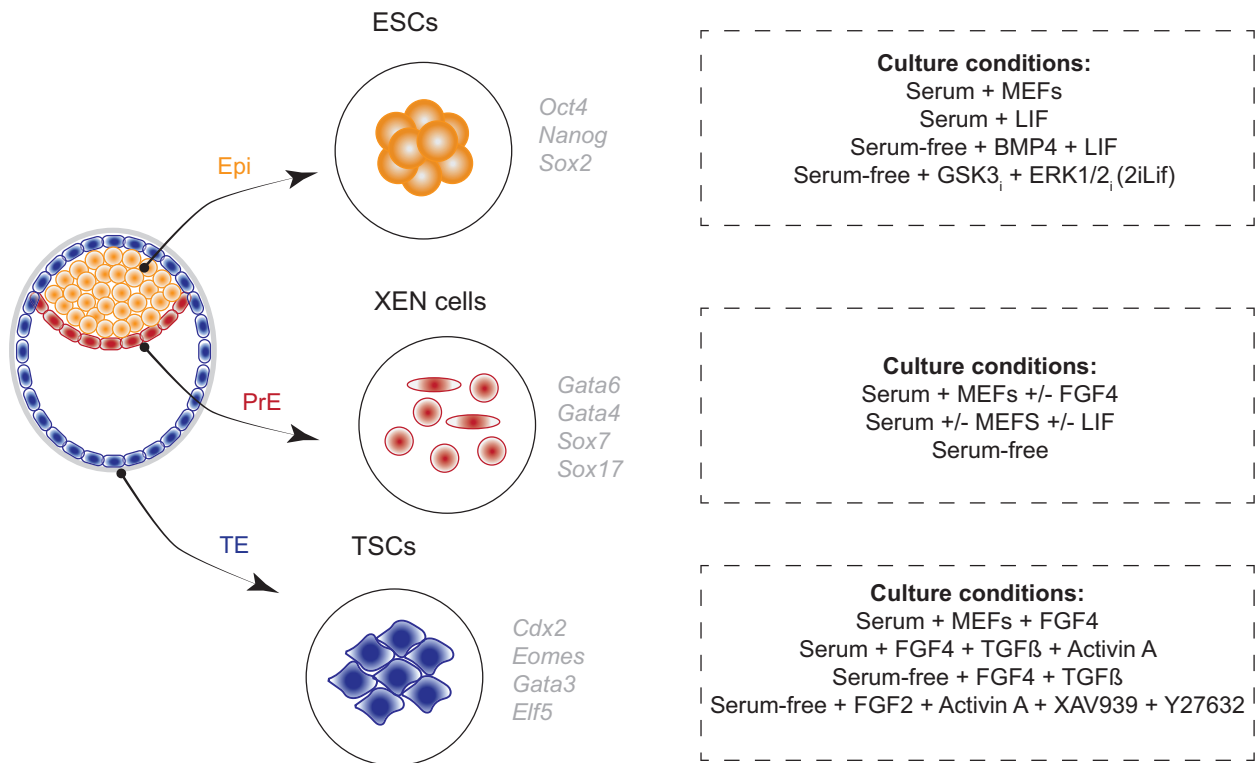 ESCs
Epi
Oct4
Nanog
Sox2
Culture conditions:
Serum + MEFs
Serum + LIF
Serum-free + BMP4 + LIF
Serum-free + GSK3i + ERK1/2i (2iLif)
XEN cells
PrE
Gata6
Gata4
Sox7
Sox17
Culture conditions:
Serum + MEFs +/- FGF4
Serum +/- MEFS +/- LIF
Serum-free
TSCs
TE
Cdx2
Eomes
Gata3
Elf5
Culture conditions:
Serum + MEFs + FGF4
Serum + FGF4 + TGFß + Activin A
Serum-free + FGF4 + TGFß
Serum-free + FGF2 + Activin A + XAV939 + Y27632